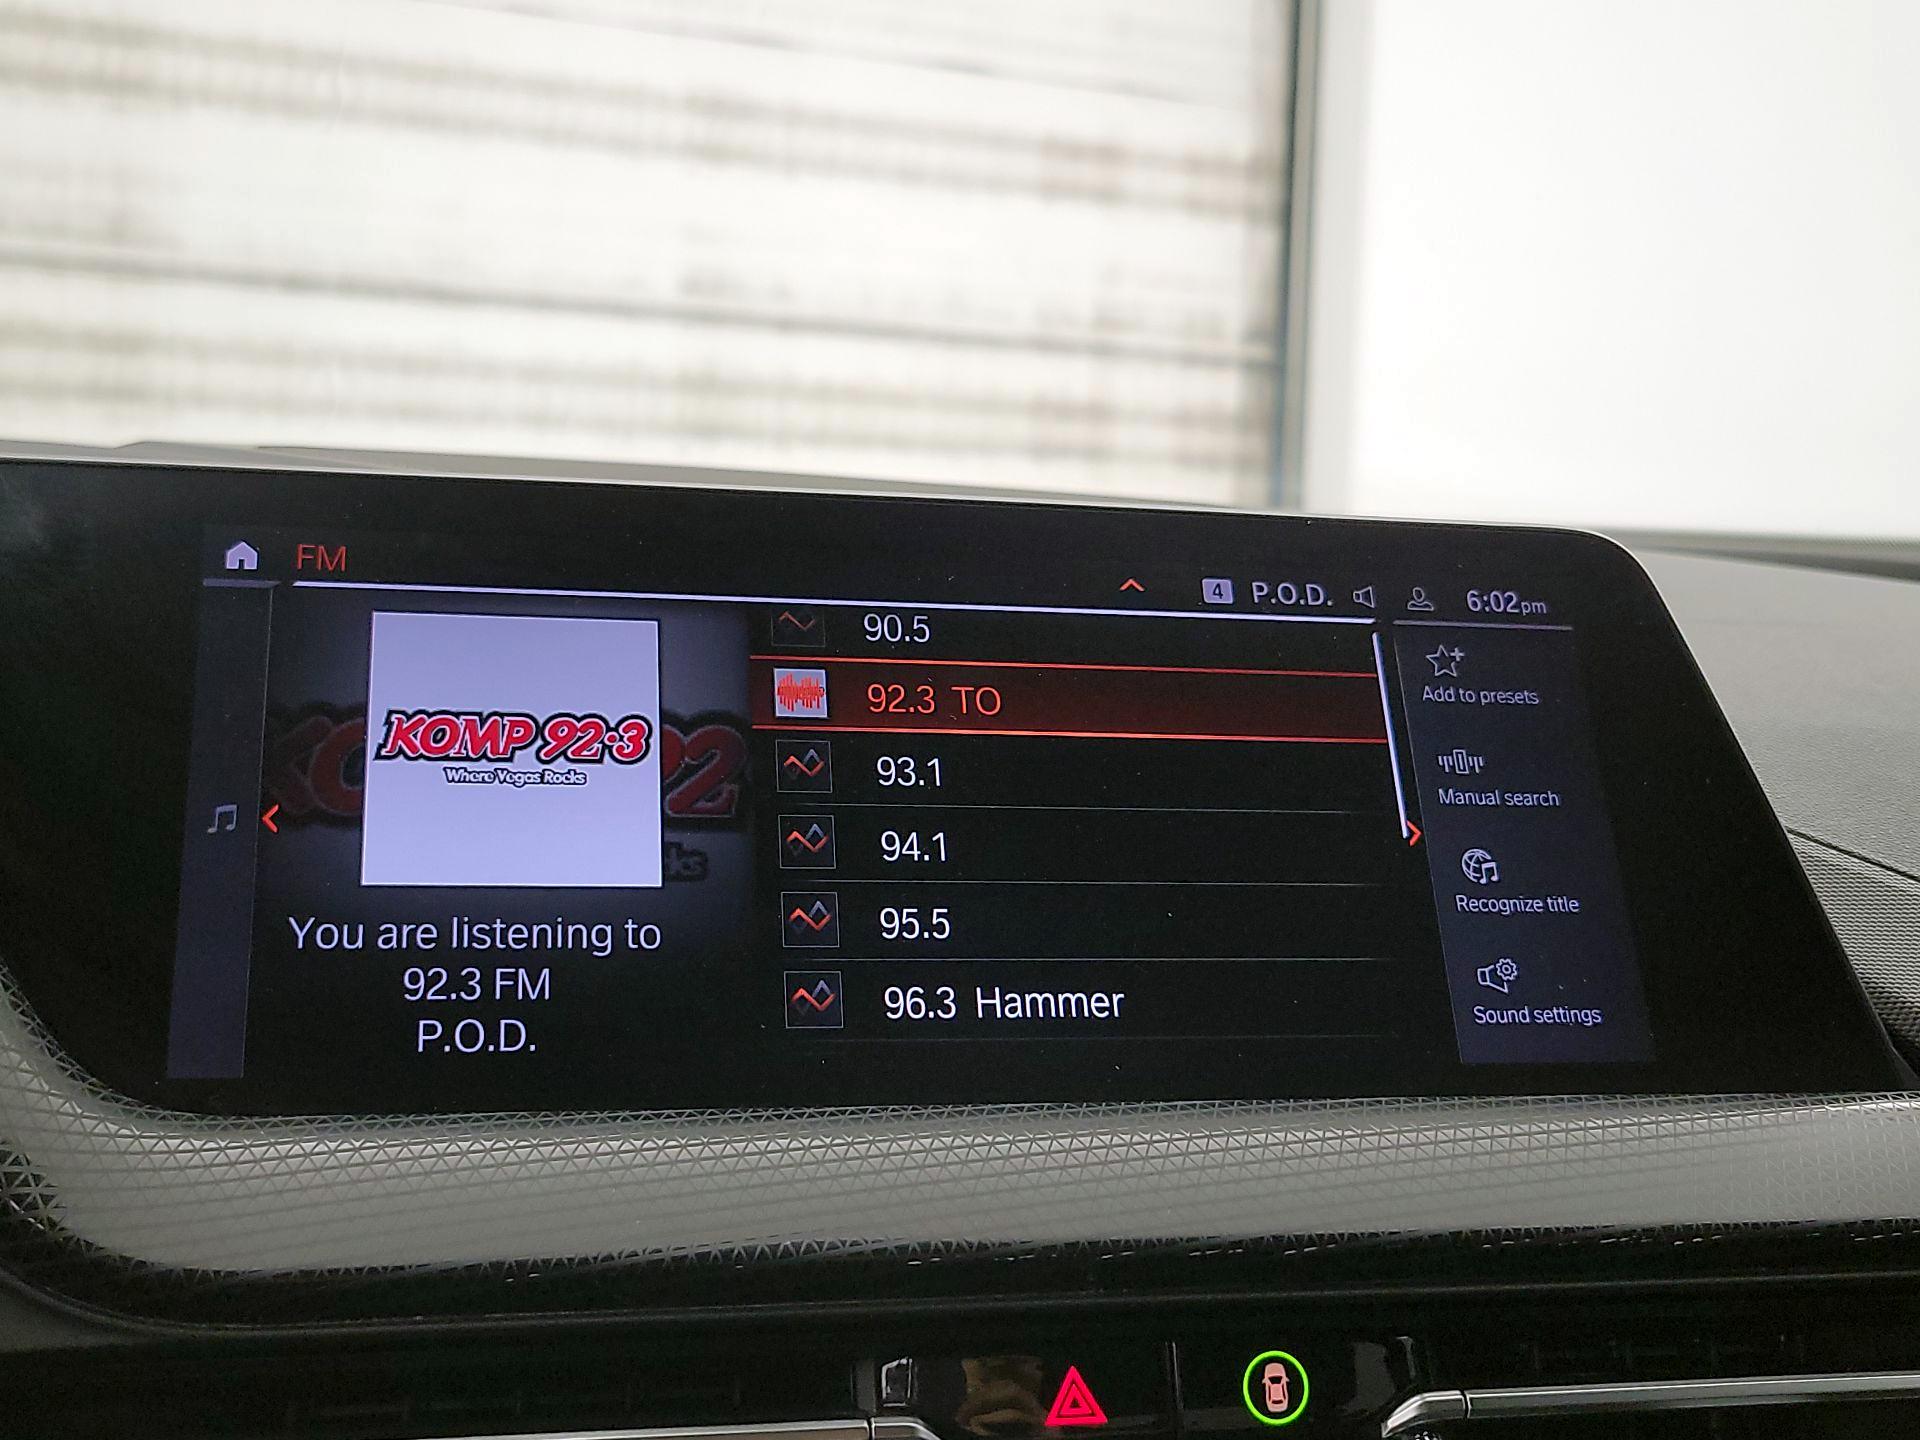 FM
4 P.O.D. 6:02pm
KOMP 92·3
Where Vegas Rocks
You are listening to
92.3 FM
P.O.D.
90.5
92.3 TO
93.1
94.1
95.5
96.3 Hammer
Add to presets
Manual search
Recognize title
Sound settings